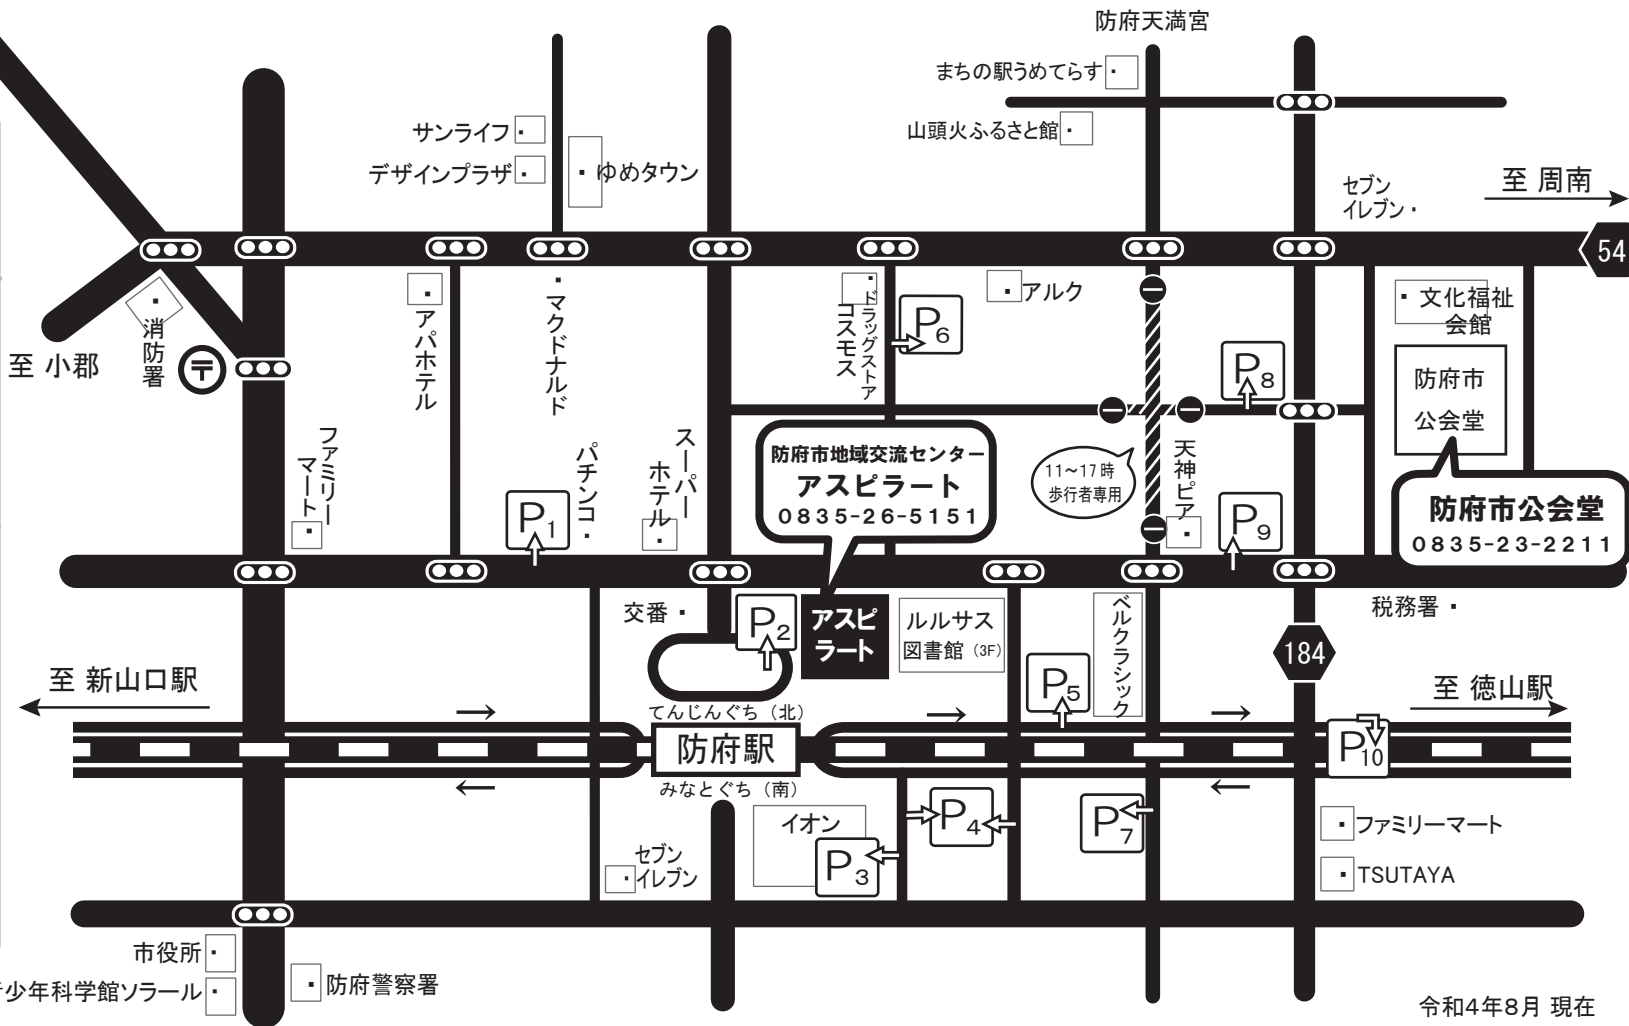 防府天満宮
まちの駅うめてらす
山頭火ふるさと館
サンライフ
デザインプラザ
ゆめタウン
セブン
イレブン
至 周南
54
消防署
至 小郡
〒
アパホテル
マクドナルド
ドラッグストア
コスモス
P6
アルク
文化福祉
会館
防府市
公会堂
P8
ファミリー
マート
P1
パチンコ
スーパー
ホテル
防府市地域交流センター
アスピラート
0835-26-5151
11~17時
歩行者専用
天神ピア
P9
防府市公会堂
0835-23-2211
交番
P2
アスピ
ラート
ルルサス
図書館 (3F)
P5
ベルクラシック
184
税務署
至 新山口駅
至 徳山駅
てんじんぐち (北)
防府駅
みなとぐち (南)
P10
イオン
P3
P4
P7
セブン
イレブン
ファミリーマート
TSUTAYA
市役所
少年科学館ソラール
防府警察署
令和4年8月 現在